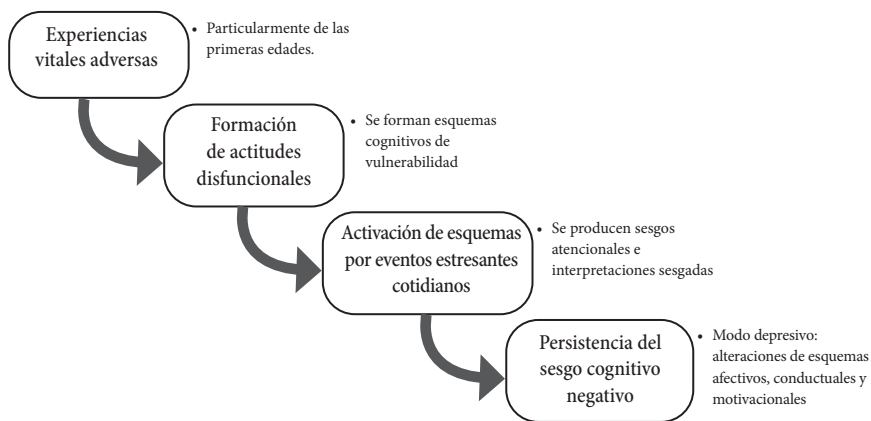 Experiencias
vitales adversas
• Particularmente de las
primeras edades.
Formación
de actitudes
disfuncionales
• Se forman esquemas
cognitivos de
vulnerabilidad
Activación de esquemas
por eventos estresantes
cotidianos
• Se producen sesgos
atencionales e
interpretaciones sesgadas
Persistencia del
sesgo cognitivo
negativo
• Modo depresivo:
alteraciones de esquemas
afectivos, conductuales y
motivacionales